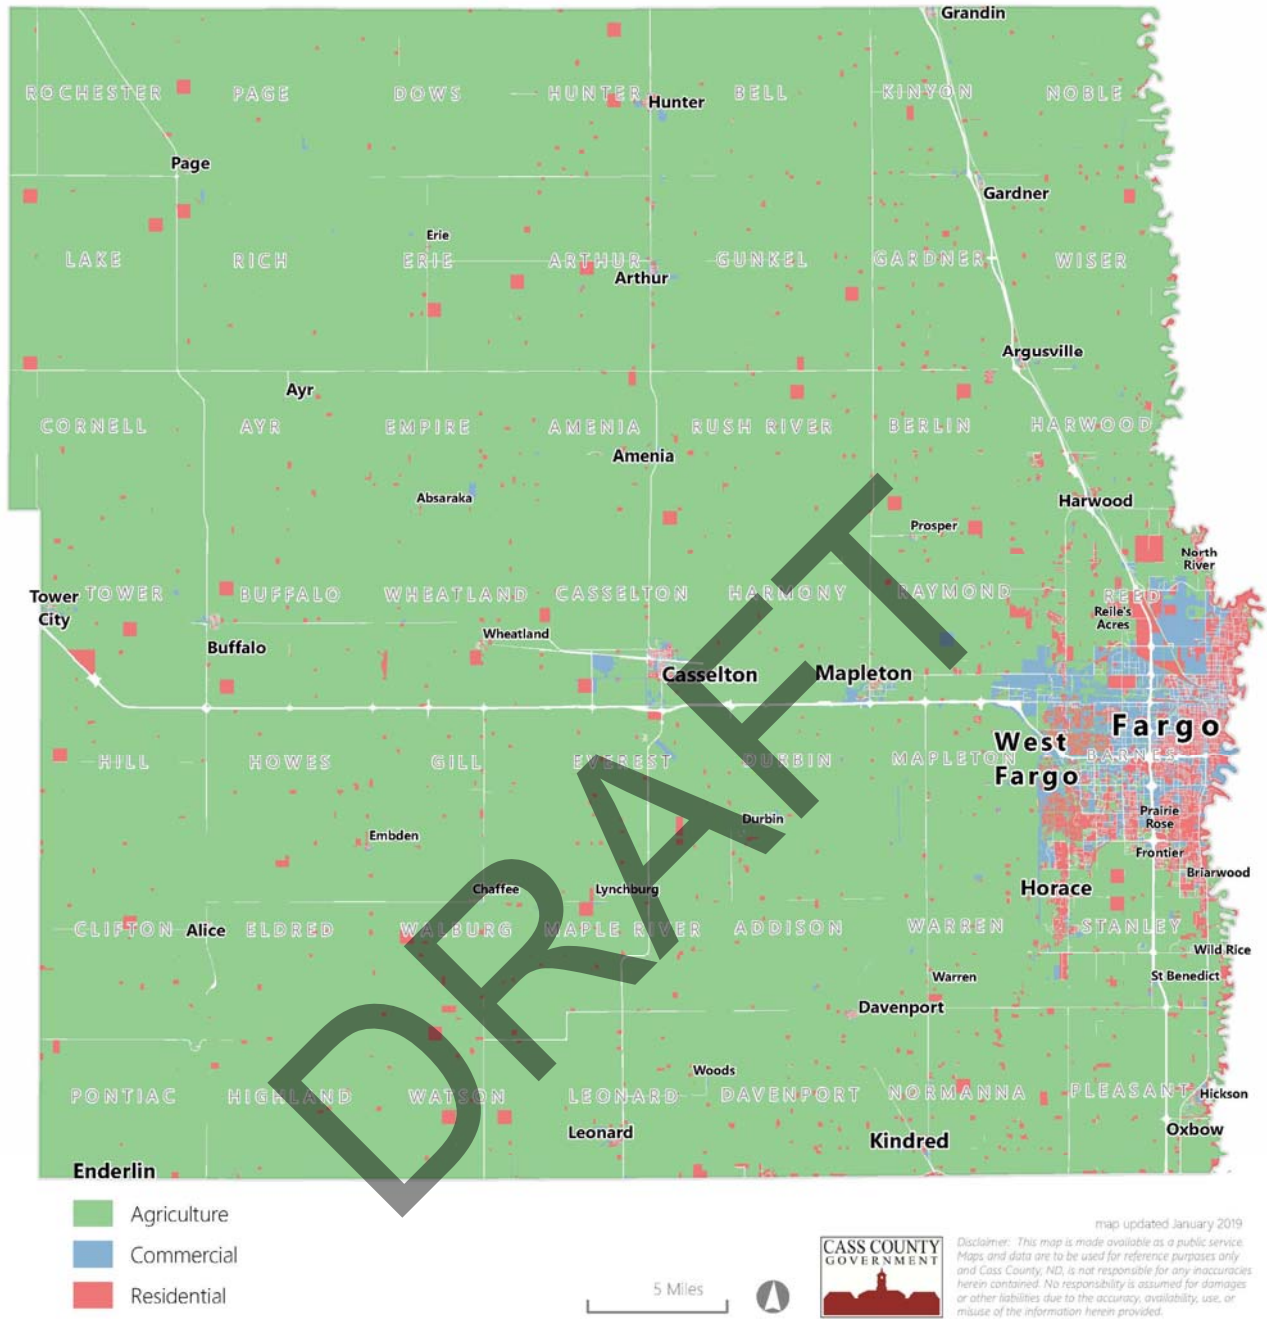 Grandin
ROCHESTER
PAGE
DOWS
HUNTER
Hunter
BELL
KINYON
NOBLE
Page
Gardner
Erie
LAKE
RICH
ERIE
ARTHUR
Arthur
GUNKEL
GARDNER
WISER
Argusville
Ayr
CORNELL
AYR
EMPIRE
AMENIA
RUSH RIVER
BERLIN
HARWOOD
Amenia
Absaraka
Harwood
Prosper
North
River
Tower
City
TOWER
BUFFALO
WHEATLAND
CASSELTON
HARMONY
RAYMOND
REED
Reile's
Acres
Buffalo
Wheatland
Casselton
Mapleton
Fargo
West
Fargo
HILL
HOWES
GILL
EVEREST
DURBIN
MAPLETON
BARNES
Prairie
Rose
Durbin
Embden
Frontier
Briarwood
Chaffee
Lynchburg
Horace
CLIFTON
Alice
ELDRED
WALBURG
MAPLE RIVER
ADDISON
WARREN
STANLEY
Wild Rice
Warren
St Benedict
Davenport
Woods
PONTIAC
HIGHLAND
WATSON
LEONARD
DAVENPORT
NORMANNA
PLEASANT
Hickson
Leonard
Kindred
Oxbow
Enderlin
DRAFT
Agriculture
Commercial
Residential
5 Miles
CASS COUNTY
GOVERNMENT
map updated January 2019
Disclaimer: This map is made available as a public service.
Maps and data are to be used for reference purposes only
and Cass County, ND, is not responsible for any inaccuracies
herein contained. No responsibility is assumed for damages
or other liabilities due to the accuracy, availability, use, or
misuse of the information herein provided.